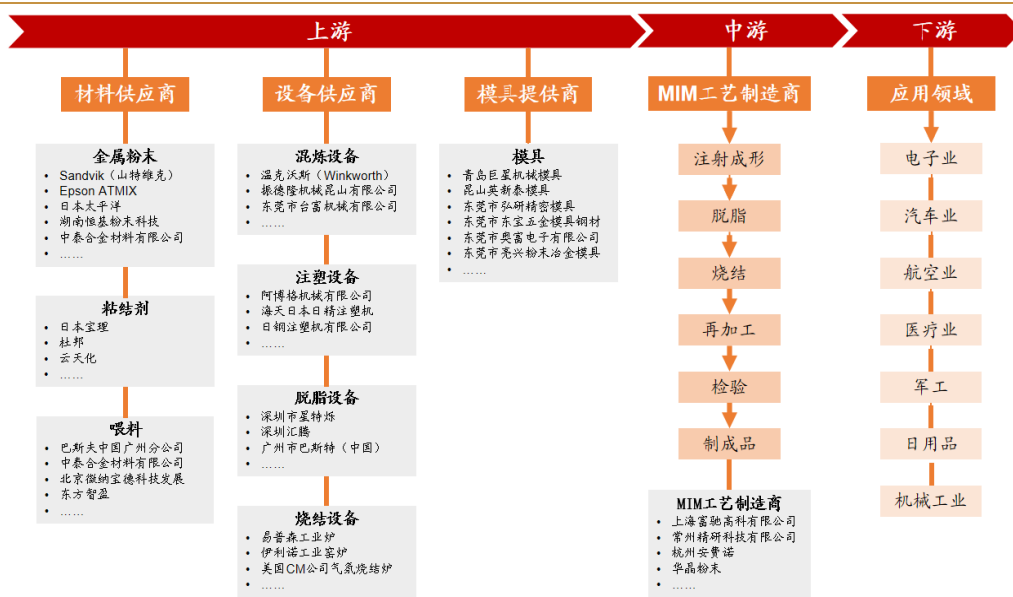 上游
中游
下游
材料供应商
设备供应商
模具提供商
MIM工艺制造商
应用领域
金属粉末
• Sandvik（山特维克）
• Epson ATMIX
• 日本太平洋
• 湖南恒基粉末科技
• 中泰合金材料有限公司
• ……
粘结剂
• 日本宝理
• 杜邦
• 云天化
• ……
喂料
• 巴斯夫中国广州分公司
• 中泰合金材料有限公司
• 北京微纳宝德科技发展
• 东方智盈
• ……
混炼设备
• 温克沃斯（Winkworth）
• 振德隆机械昆山有限公司
• 东莞市台富机械有限公司
• ……
注塑设备
• 阿博格机械有限公司
• 海天日本日精注塑机
• 日钢注塑机有限公司
• ……
脱脂设备
• 深圳市星特烁
• 深圳汇腾
• 广州市巴斯特（中国）
• ……
烧结设备
• 易普森工业炉
• 伊利诺工业窑炉
• 美国CM公司气氛烧结炉
• ……
模具
• 青岛巨星机械模具
• 昆山英新泰模具
• 东莞市弘研精密模具
• 东莞市东宝五金模具钢材
• 东莞市奥富电子有限公司
• 东莞市亮兴粉末冶金模具
• ……
注射成形
脱脂
烧结
再加工
检验
制成品
MIM工艺制造商
• 上海富驰高科有限公司
• 常州精研科技有限公司
• 杭州安费诺
• 华晶粉末
• ……
电子业
汽车业
航空业
医疗业
军工
日用品
机械工业